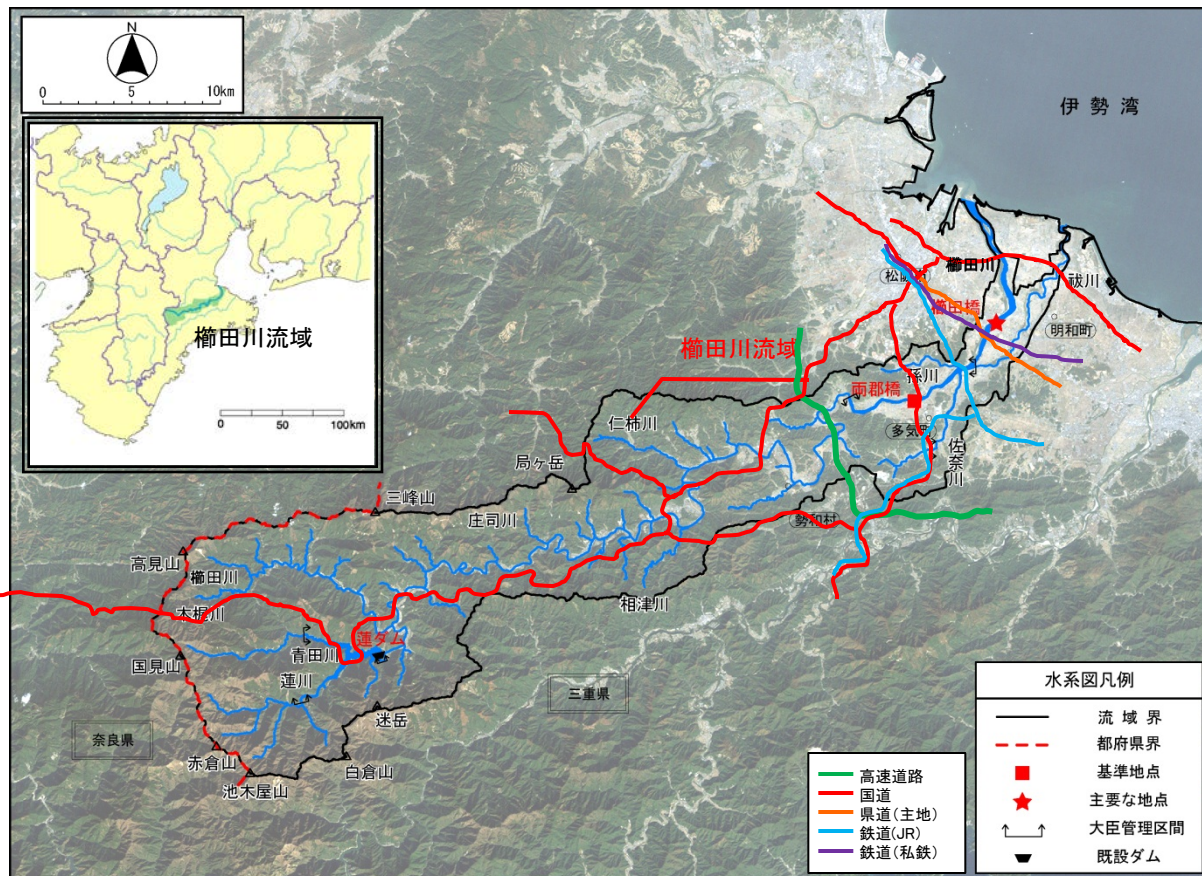 N
0
5
10km
櫛田川流域
0
50
100km
伊 勢 湾
松阪市
櫛田川
祓川
櫛田橋
明和町
櫛田川流域
孫川
両郡橋
多気町
佐奈川
仁柿川
局ヶ岳
三峰山
庄司川
勢和村
高見山
櫛田川
相津川
木梶川
青田川
蓮ダム
国見山
蓮川
三重県
迷岳
奈良県
赤倉山
白倉山
池木屋山
高速道路
国道
県道(主地)
鉄道(JR)
鉄道(私鉄)
水系図凡例
流 域 界
都府県界
基準地点
主要な地点
大臣管理区間
既設ダム